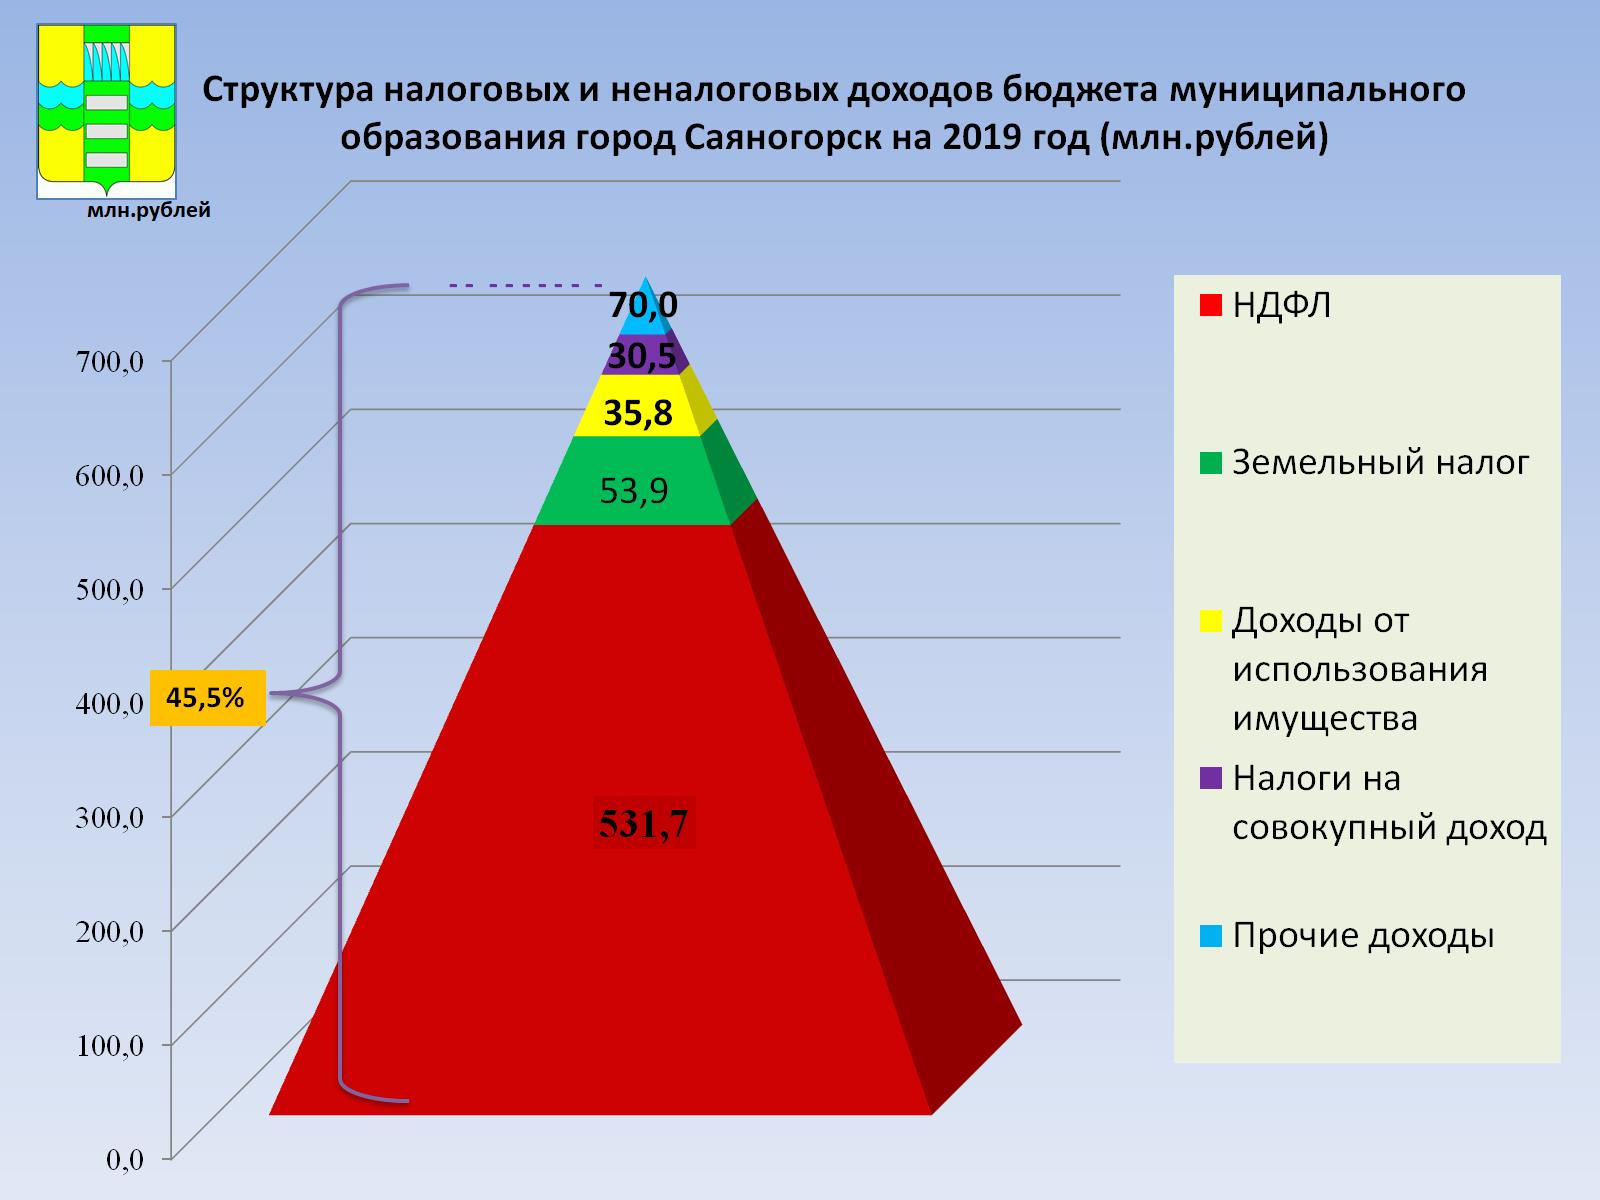 Структура налоговых и неналоговых доходов бюджета муниципального
образования город Саяногорск на 2019 год (млн.рублей)
млн.рублей
700,0
600,0
500,0
400,0
300,0
200,0
100,0
0,0
45,5%
70,0
30,5
35,8
53,9
531,7
НДФЛ
Земельный налог
Доходы от
использования
имущества
Налоги на
совокупный доход
Прочие доходы